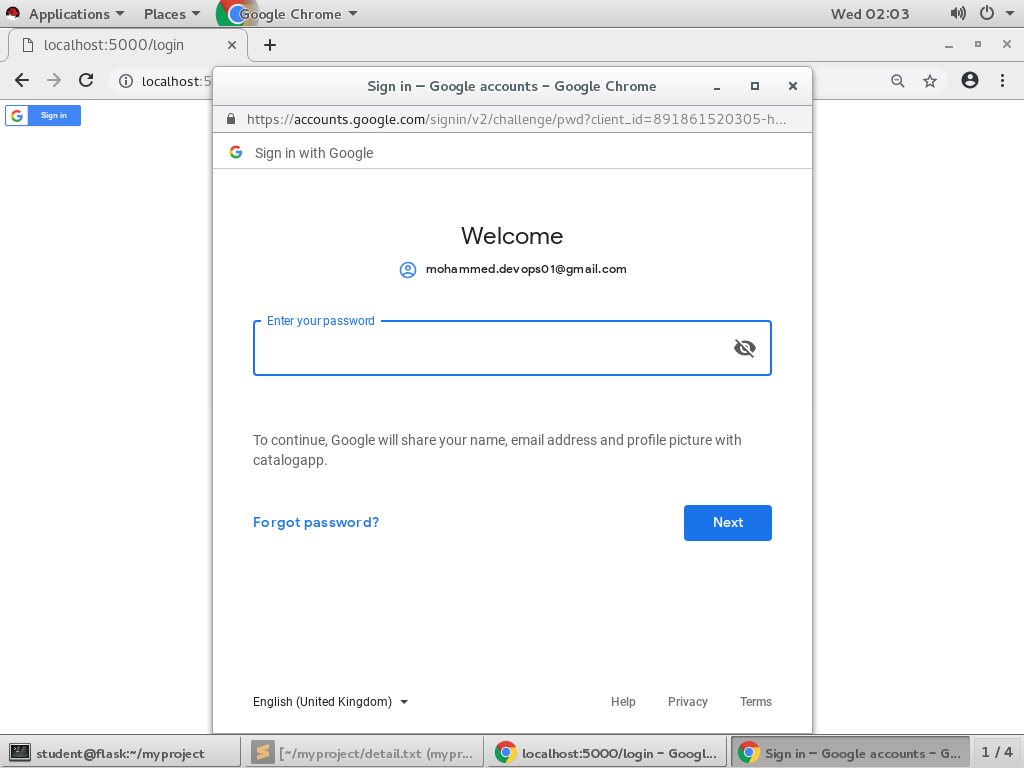 Applications Places Google Chrome Wed 02:03
localhost:5000/login
localhost:5
Sign in
Sign in – Google accounts - Google Chrome
https://accounts.google.com/signin/v2/challenge/pwd?client_id=891861520305-h...
Sign in with Google
Welcome
mohammed.devops01@gmail.com
Enter your password
To continue, Google will share your name, email address and profile picture with
catalogapp.
Forgot password?
Next
English (United Kingdom) Help Privacy Terms
student@flask:~/myproject [~/myproject/detail.txt (mypr... localhost:5000/login – Googl... Sign in – Google accounts – G... 1 / 4